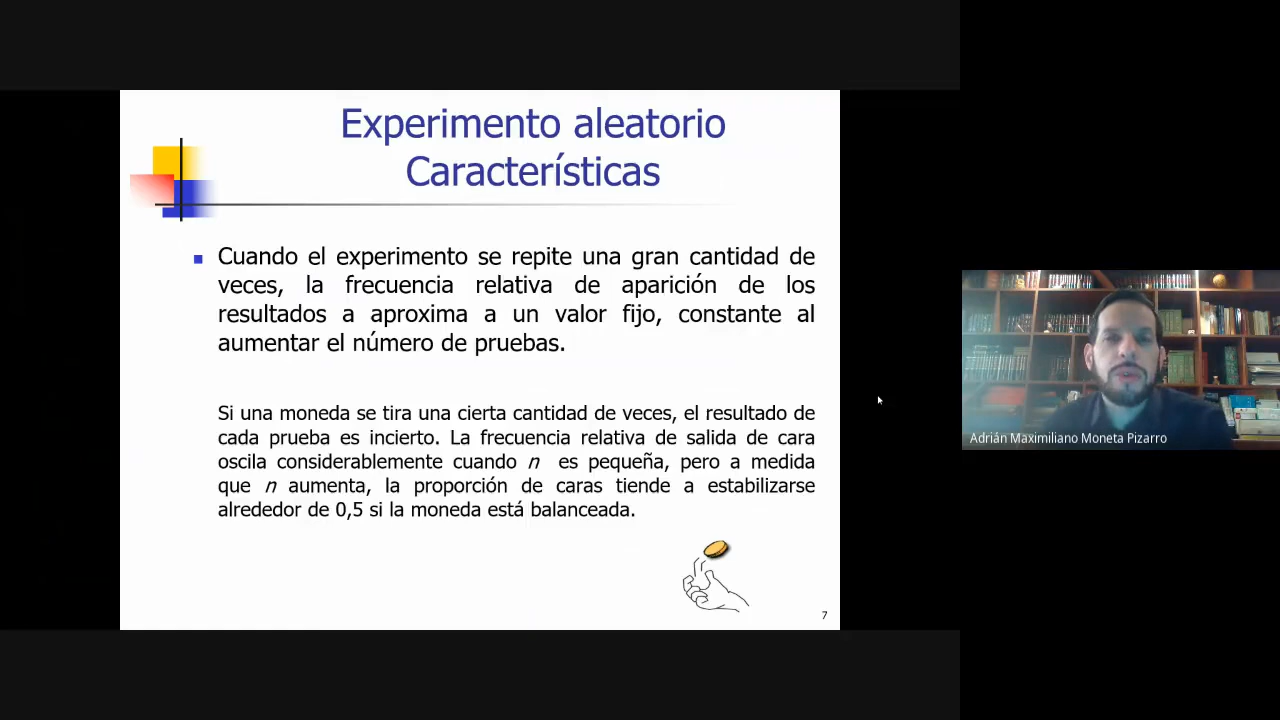 Experimento aleatorio
Características
Cuando el experimento se repite una gran cantidad de
veces, la frecuencia relativa de aparición de los
resultados a aproxima a un valor fijo, constante al
aumentar el número de pruebas.
Si una moneda se tira una cierta cantidad de veces, el resultado de
cada prueba es incierto. La frecuencia relativa de salida de cara
oscila considerablemente cuando n es pequeña, pero a medida
que n aumenta, la proporción de caras tiende a estabilizarse
alrededor de 0,5 si la moneda está balanceada.
7
Adrián Maximiliano Moneta Pizarro